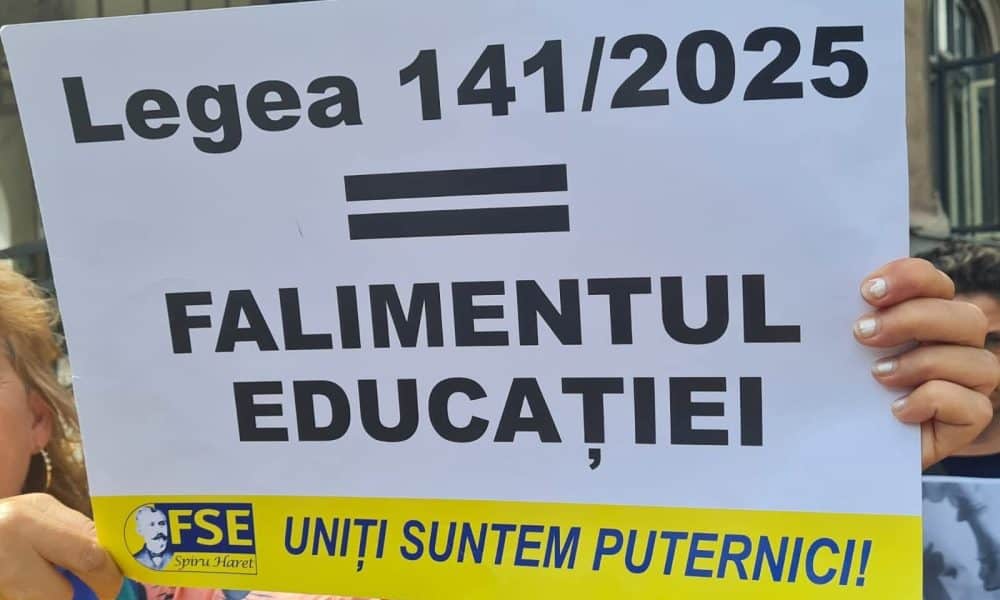 Legea 141/2025
=
FALIMENTUL
EDUCAȚIEI
FSE
Spiru Haret
UNIȚI SUNTEM PUTERNICI!